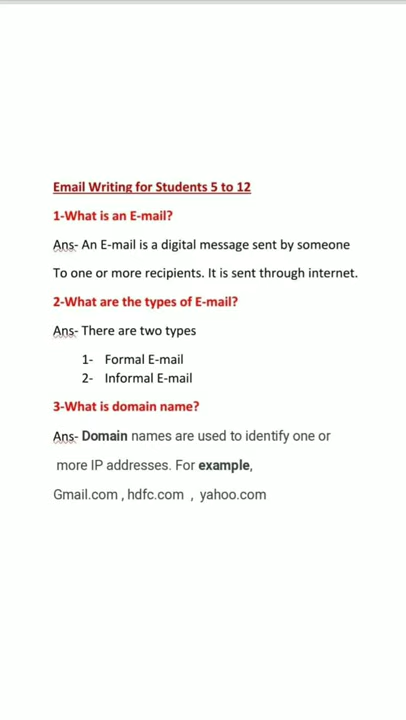 Email Writing for Students 5 to 12
1-What is an E-mail?
Ans- An E-mail is a digital message sent by someone
To one or more recipients. It is sent through internet.
2-What are the types of E-mail?
Ans- There are two types
1- Formal E-mail
2- Informal E-mail
3-What is domain name?
Ans- Domain names are used to identify one or
more IP addresses. For example,
Gmail.com , hdfc.com , yahoo.com